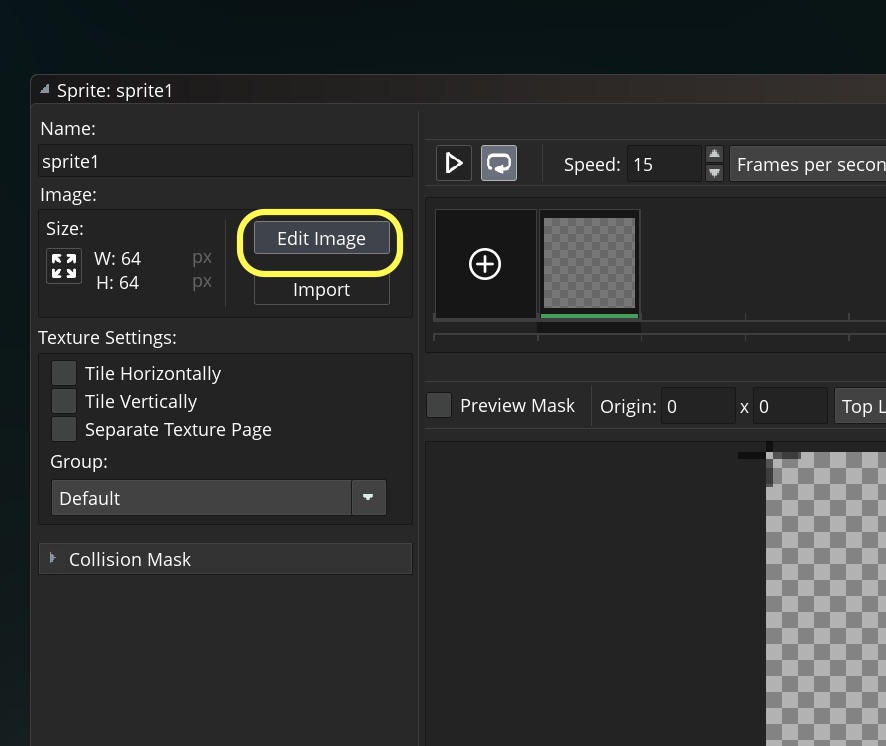 Sprite: sprite1
Name:
sprite1
Image:
Size:
W: 64 px
H: 64 px
Edit Image
Import
Texture Settings:
Tile Horizontally
Tile Vertically
Separate Texture Page
Group:
Default
Collision Mask
Speed: 15 Frames per secon
Preview Mask Origin: 0 x 0 Top L